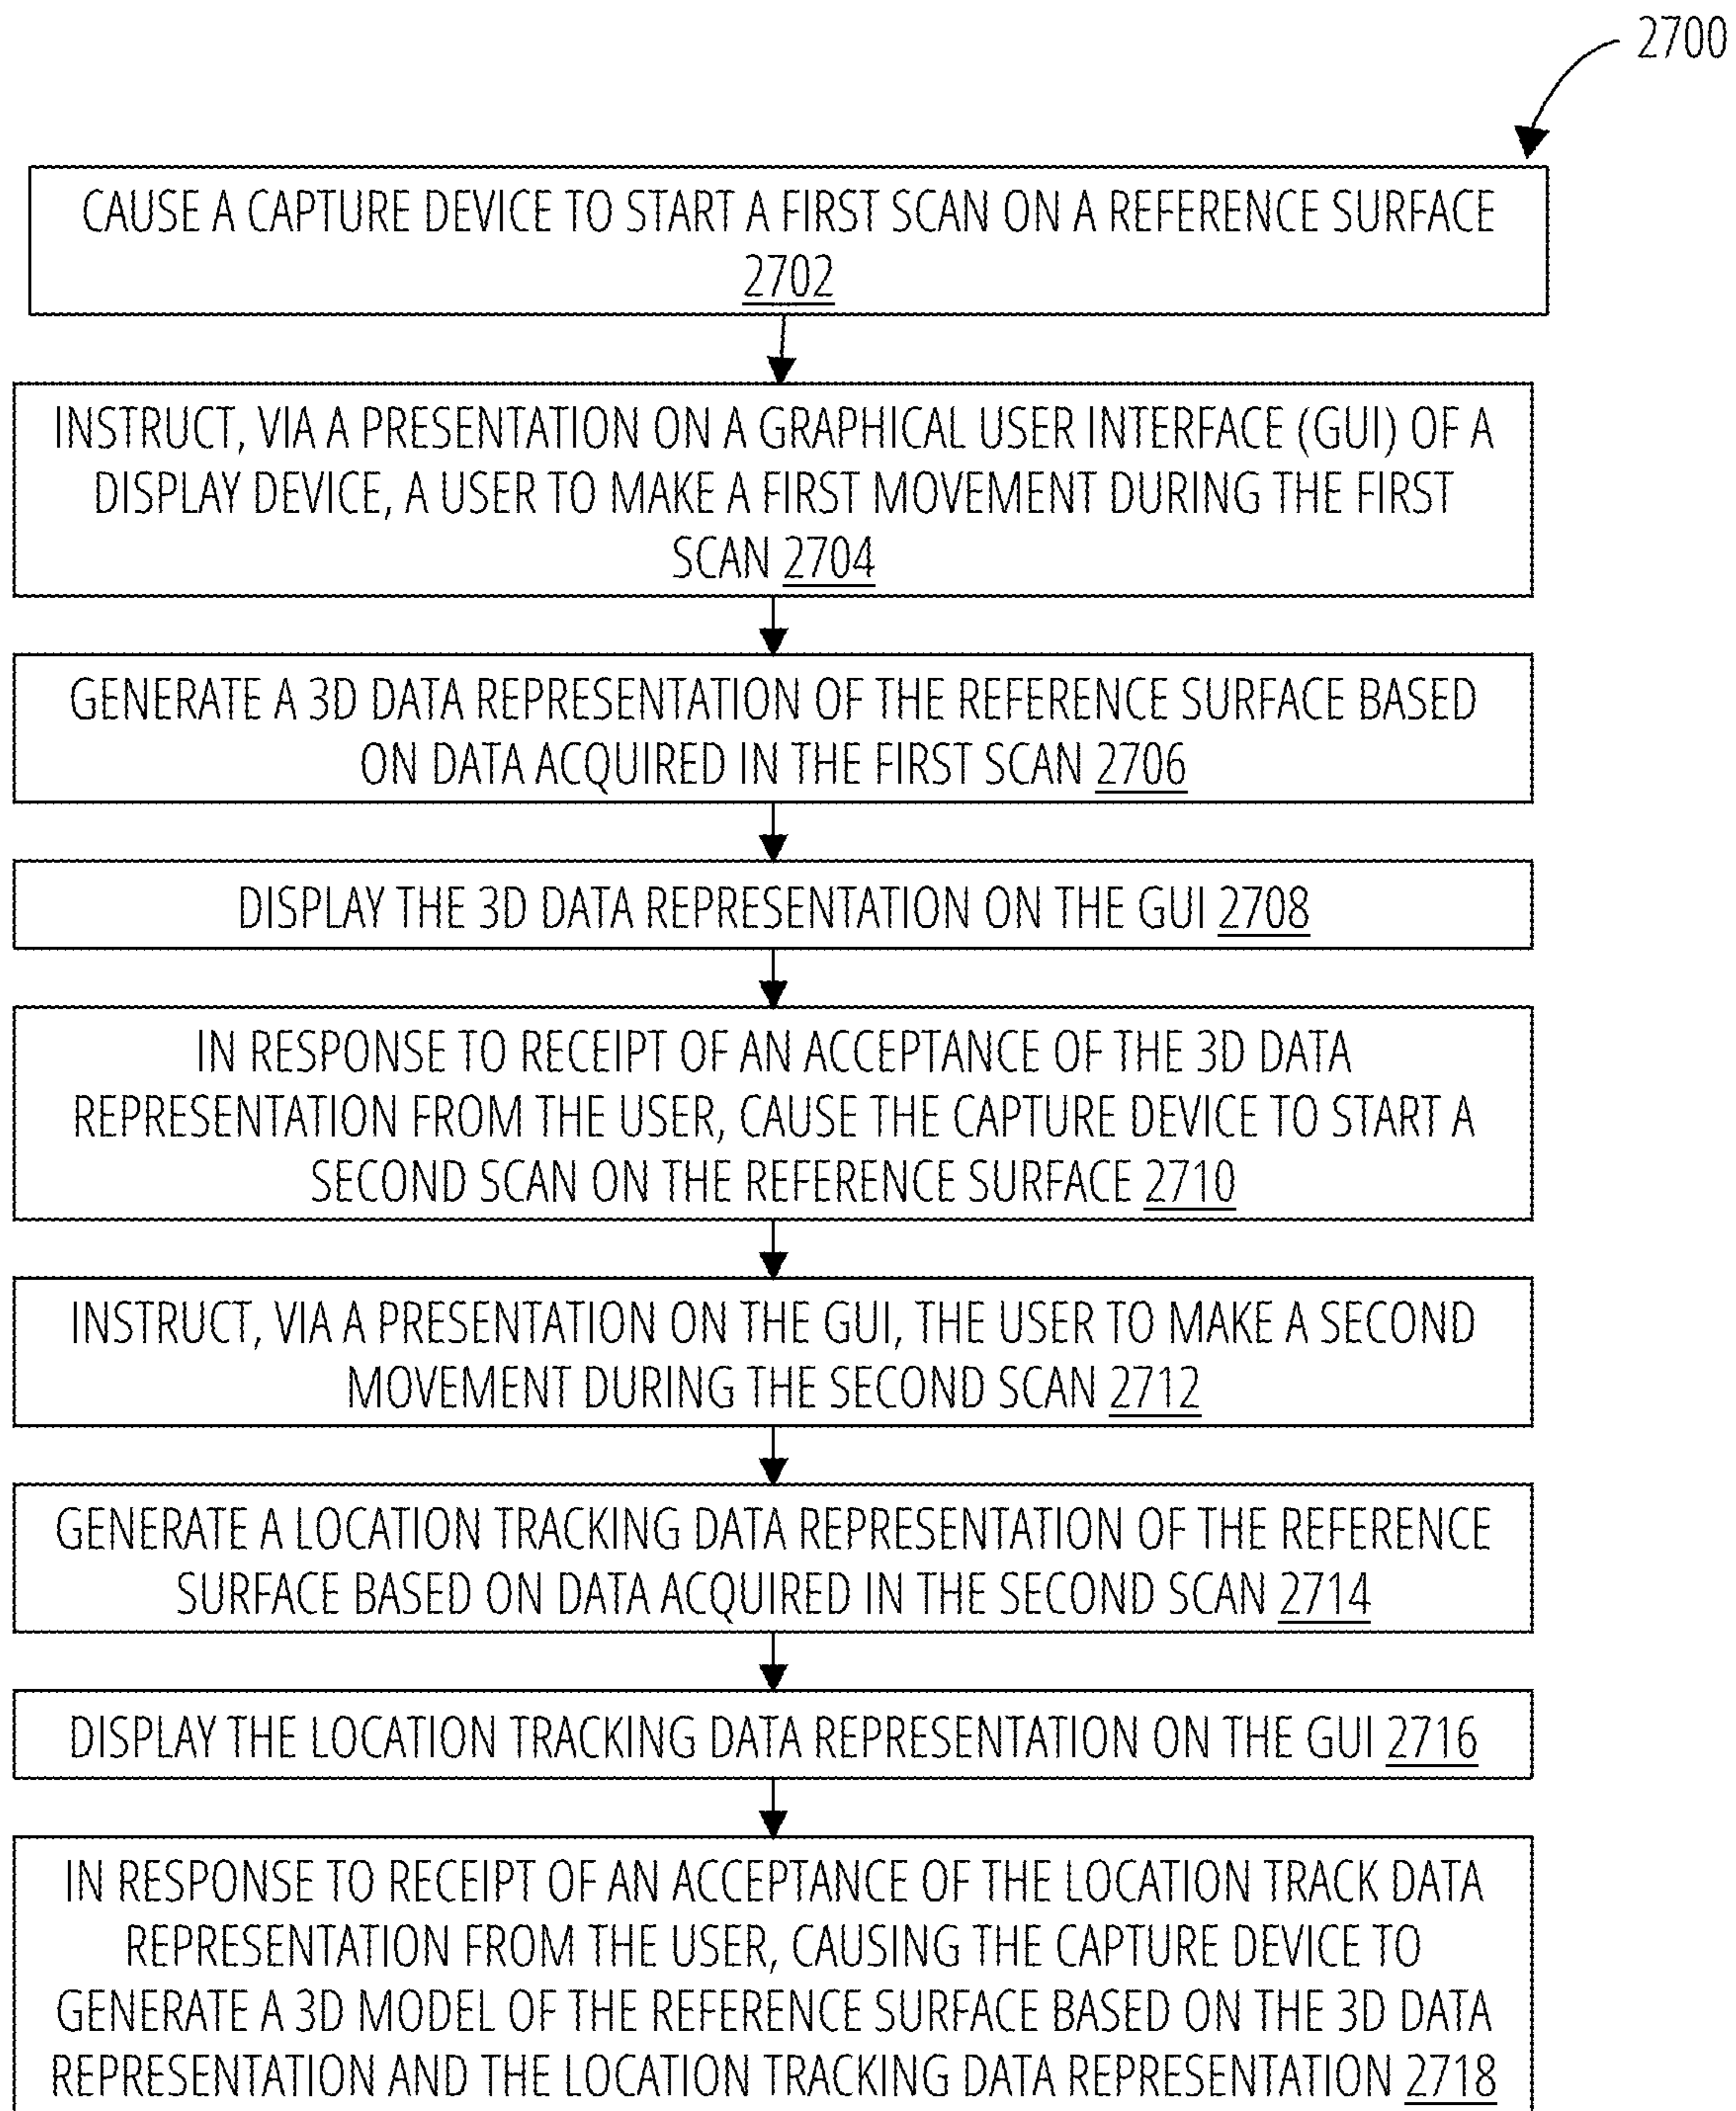 2700
CAUSE A CAPTURE DEVICE TO START A FIRST SCAN ON A REFERENCE SURFACE
2702
INSTRUCT, VIA A PRESENTATION ON A GRAPHICAL USER INTERFACE (GUI) OF A
DISPLAY DEVICE, A USER TO MAKE A FIRST MOVEMENT DURING THE FIRST
SCAN 2704
GENERATE A 3D DATA REPRESENTATION OF THE REFERENCE SURFACE BASED
ON DATA ACQUIRED IN THE FIRST SCAN 2706
DISPLAY THE 3D DATA REPRESENTATION ON THE GUI 2708
IN RESPONSE TO RECEIPT OF AN ACCEPTANCE OF THE 3D DATA
REPRESENTATION FROM THE USER, CAUSE THE CAPTURE DEVICE TO START A
SECOND SCAN ON THE REFERENCE SURFACE 2710
INSTRUCT, VIA A PRESENTATION ON THE GUI, THE USER TO MAKE A SECOND
MOVEMENT DURING THE SECOND SCAN 2712
GENERATE A LOCATION TRACKING DATA REPRESENTATION OF THE REFERENCE
SURFACE BASED ON DATA ACQUIRED IN THE SECOND SCAN 2714
DISPLAY THE LOCATION TRACKING DATA REPRESENTATION ON THE GUI 2716
IN RESPONSE TO RECEIPT OF AN ACCEPTANCE OF THE LOCATION TRACK DATA
REPRESENTATION FROM THE USER, CAUSING THE CAPTURE DEVICE TO
GENERATE A 3D MODEL OF THE REFERENCE SURFACE BASED ON THE 3D DATA
REPRESENTATION AND THE LOCATION TRACKING DATA REPRESENTATION 2718